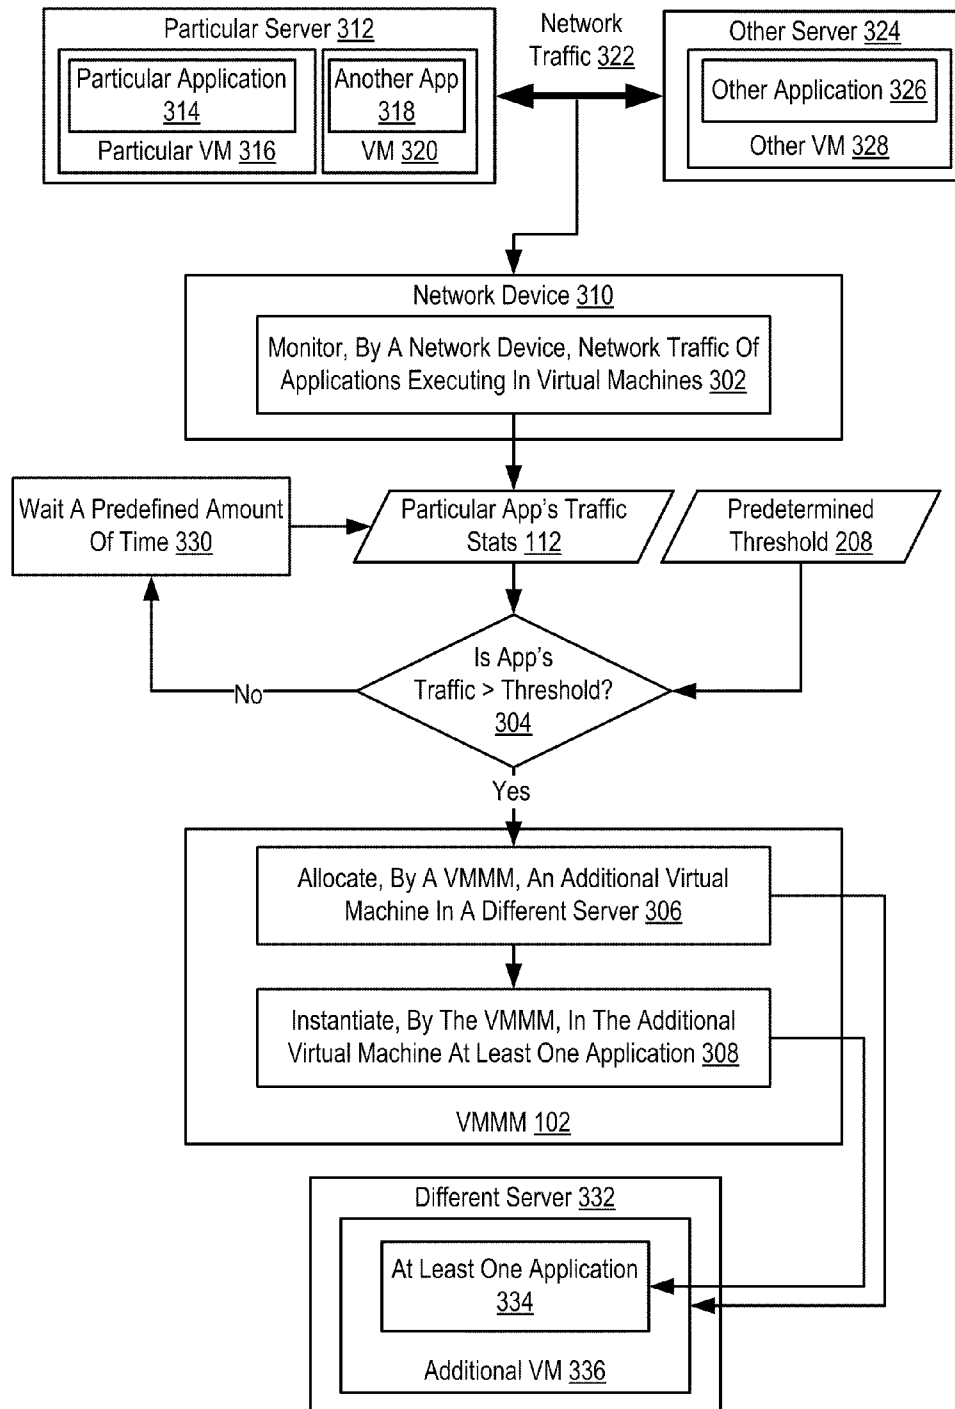 Particular Server 312
Particular Application
314
Particular VM 316
Another App
318
VM 320
Network
Traffic 322
Other Server 324
Other Application 326
Other VM 328
Network Device 310
Monitor, By A Network Device, Network Traffic Of
Applications Executing In Virtual Machines 302
Wait A Predefined Amount
Of Time 330
Particular App's Traffic
Stats 112
Predetermined
Threshold 208
Is App's
Traffic > Threshold?
304
No
Yes
Allocate, By A VMMM, An Additional Virtual
Machine In A Different Server 306
Instantiate, By The VMMM, In The Additional
Virtual Machine At Least One Application 308
VMMM 102
Different Server 332
At Least One Application
334
Additional VM 336